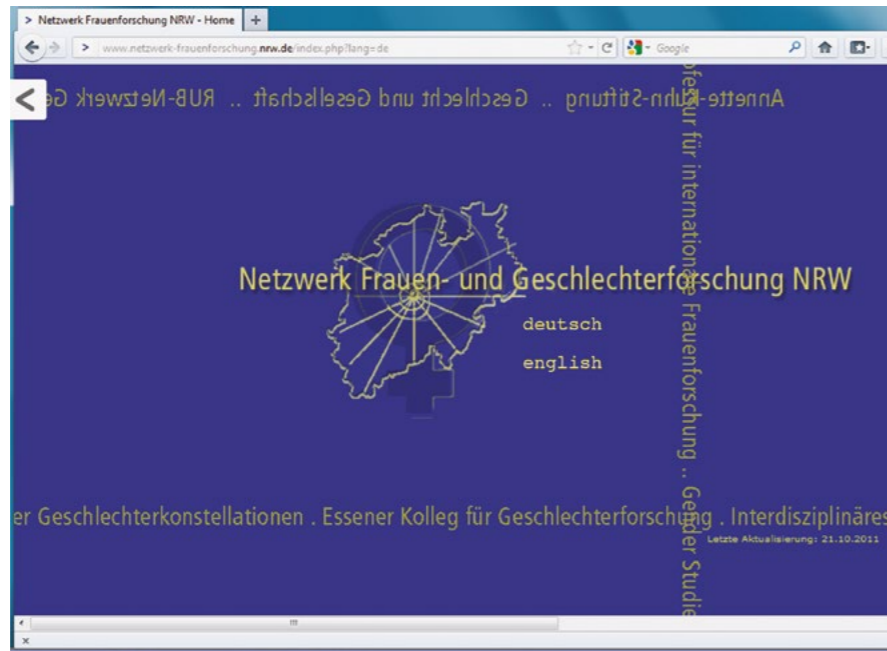 > Netzwerk Frauenforschung NRW - Home
www.netzwerk-frauenforschung.nrw.de/index.php?lang=de
Google
Annette-Kuhn-Stiftung .. Geschlecht und Gesellschaft .. RUB-Netzwerk Ge
ofessur für internationale Frauenforschung .. Gender Studie
Netzwerk Frauen- und Geschlechterforschung NRW
deutsch
english
er Geschlechterkonstellationen . Essener Kolleg für Geschlechterforschung . Interdisziplinäres
Letzte Aktualisierung: 21.10.2011